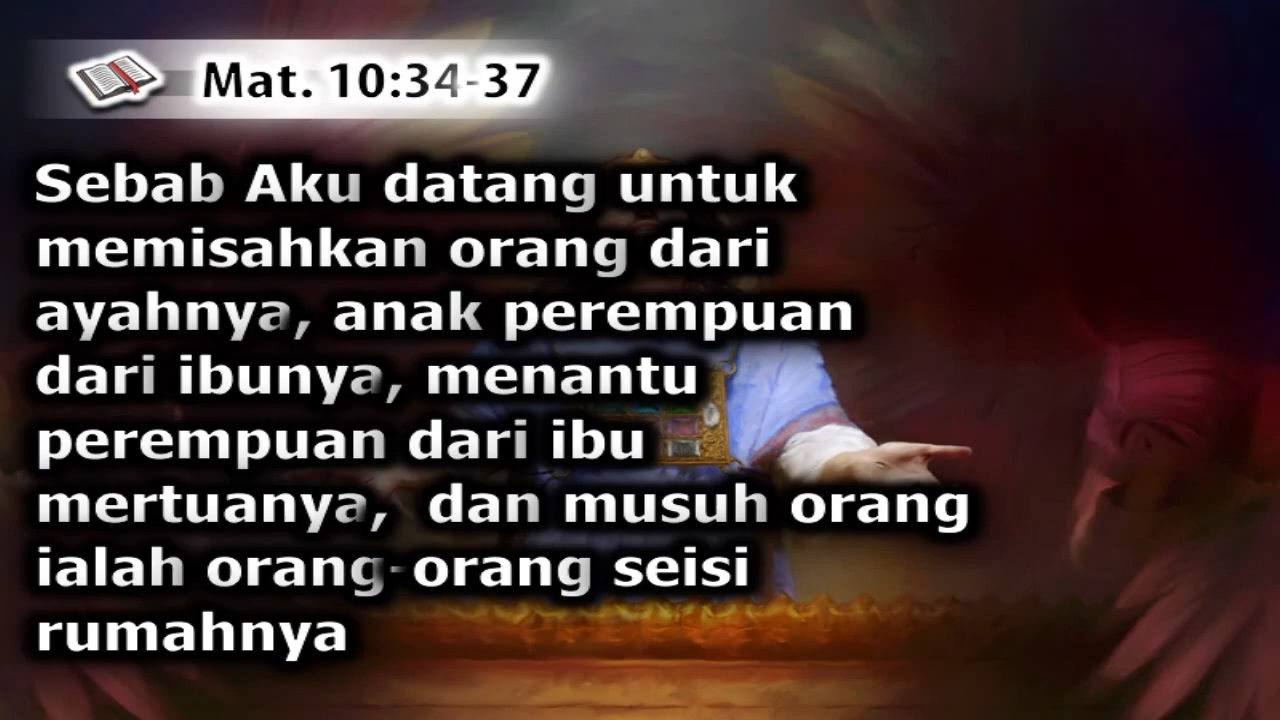 Mat. 10:34-37
Sebab Aku datang untuk
memisahkan orang dari
ayahnya, anak perempuan
dari ibunya, menantu
perempuan dari ibu
mertuanya,  dan musuh orang
ialah orang-orang seisi
rumahnya